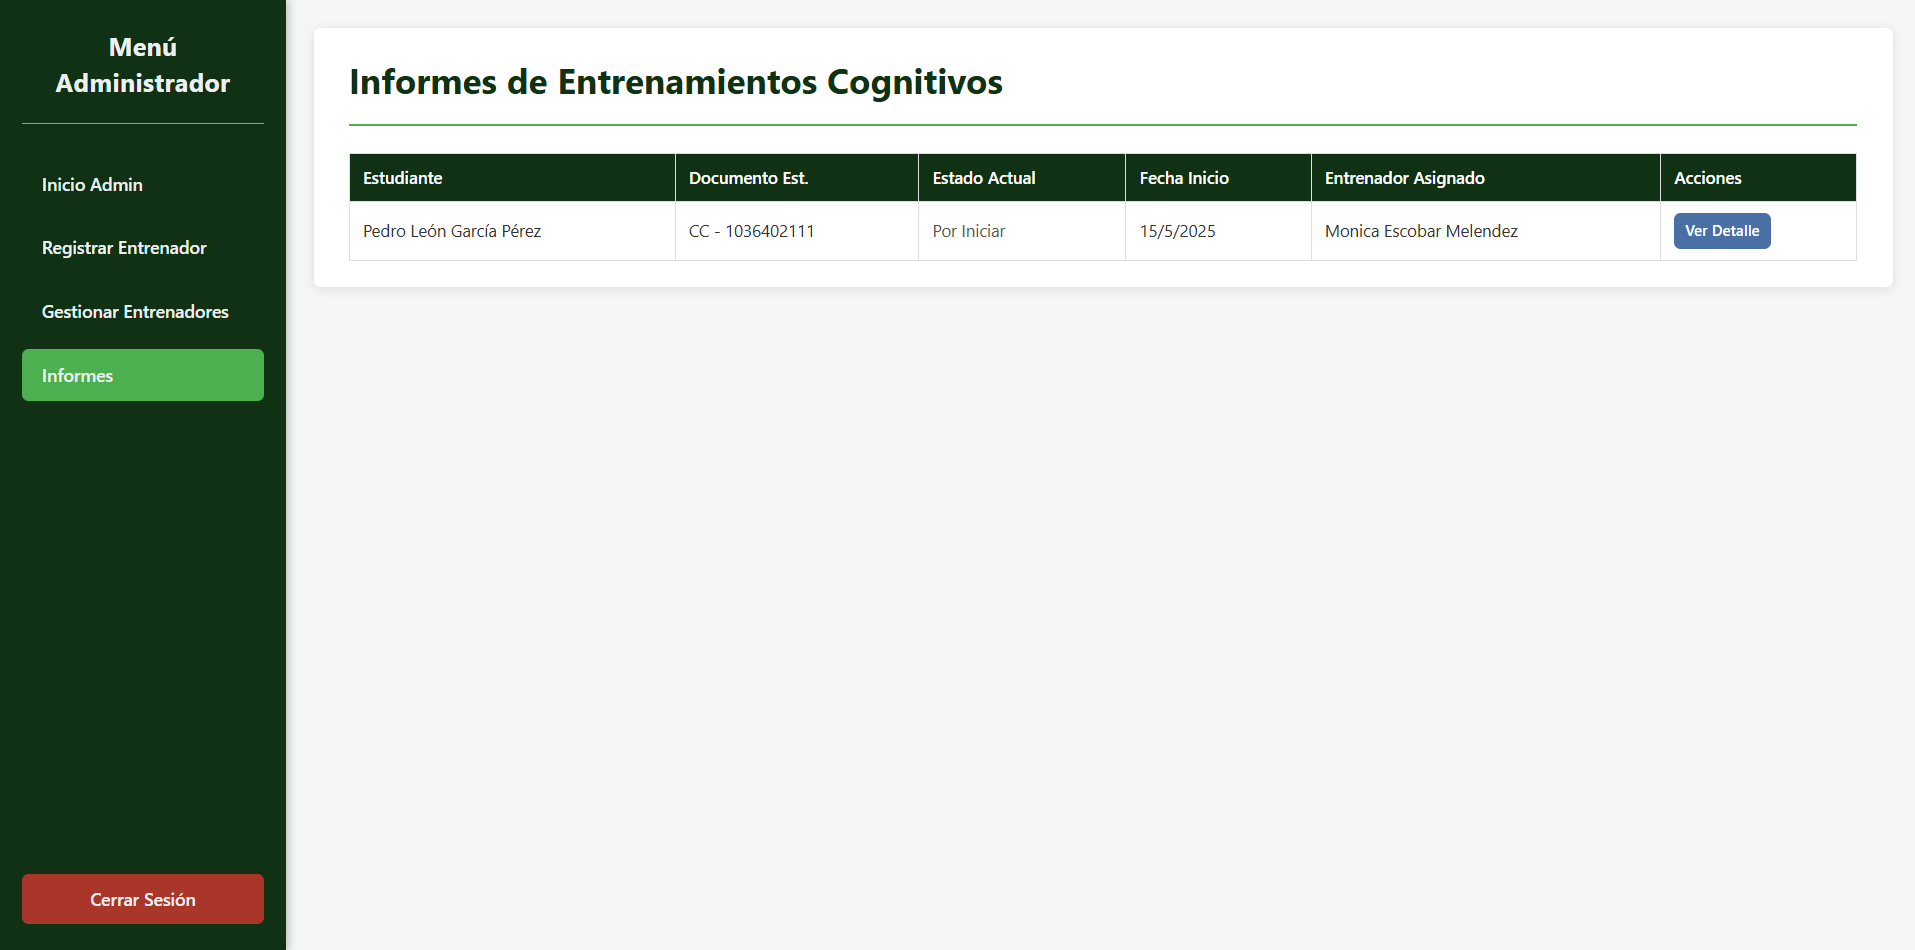 Menú
Administrador
Inicio Admin
Registrar Entrenador
Gestionar Entrenadores
Informes
Cerrar Sesión
Informes de Entrenamientos Cognitivos
Estudiante Documento Est. Estado Actual Fecha Inicio Entrenador Asignado Acciones
Pedro León García Pérez CC - 1036402111 Por Iniciar 15/5/2025 Monica Escobar Melendez Ver Detalle